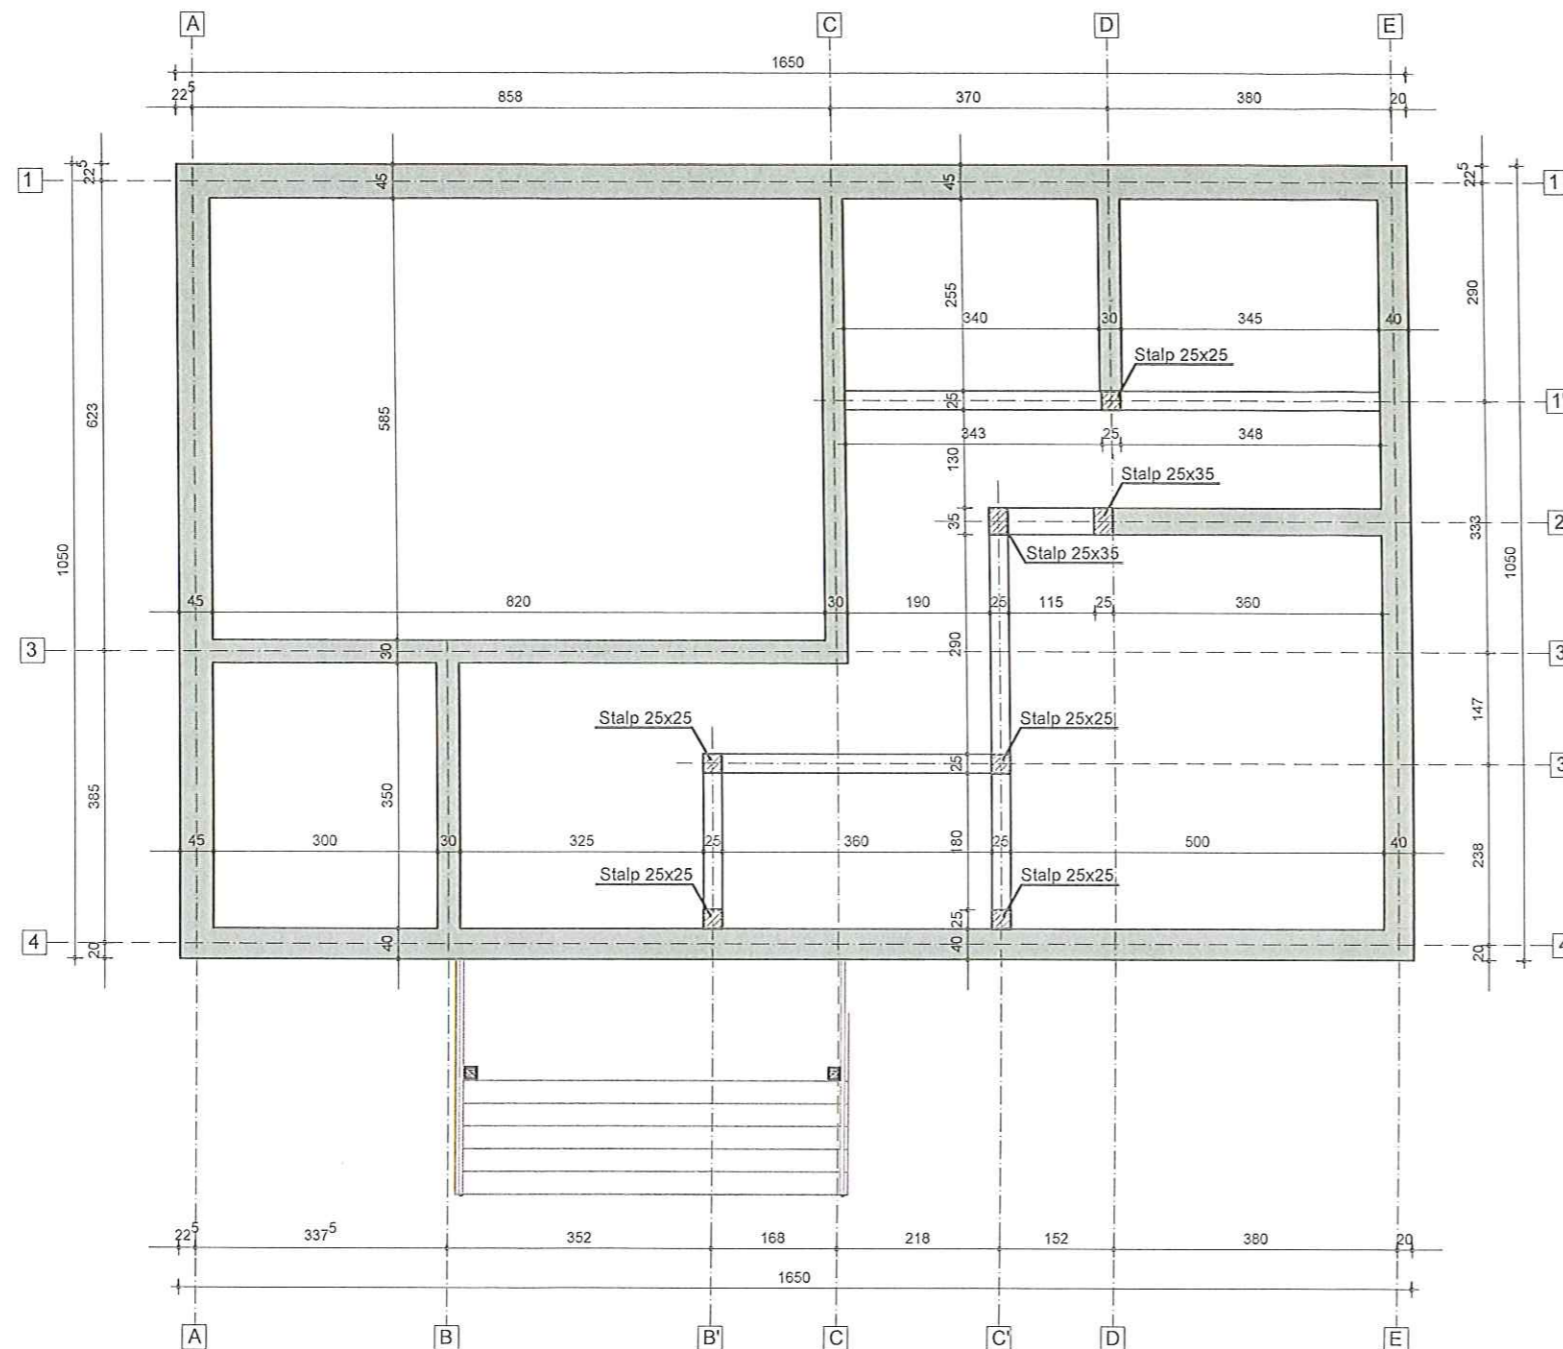 A C D E
1650
22⁵ 858 370 380 20
1 22⁵ 45 45 22⁵ 1
290
255
340 30 345 40
Stalp 25x25
623 585 25 1'
343 25 348
130
Stalp 25x35
35 333 2
1050 Stalp 25x35 1050
45 820 30 190 25 115 25 360
3 30 290 3
147
Stalp 25x25 Stalp 25x25
25 3
385 350
45 300 30 325 25 360 180 25 500 40 238
Stalp 25x25 Stalp 25x25
25
4 20 40 40 20 4
22⁵ 337⁵ 352 168 218 152 380 20
1650
A B B' C C' D E